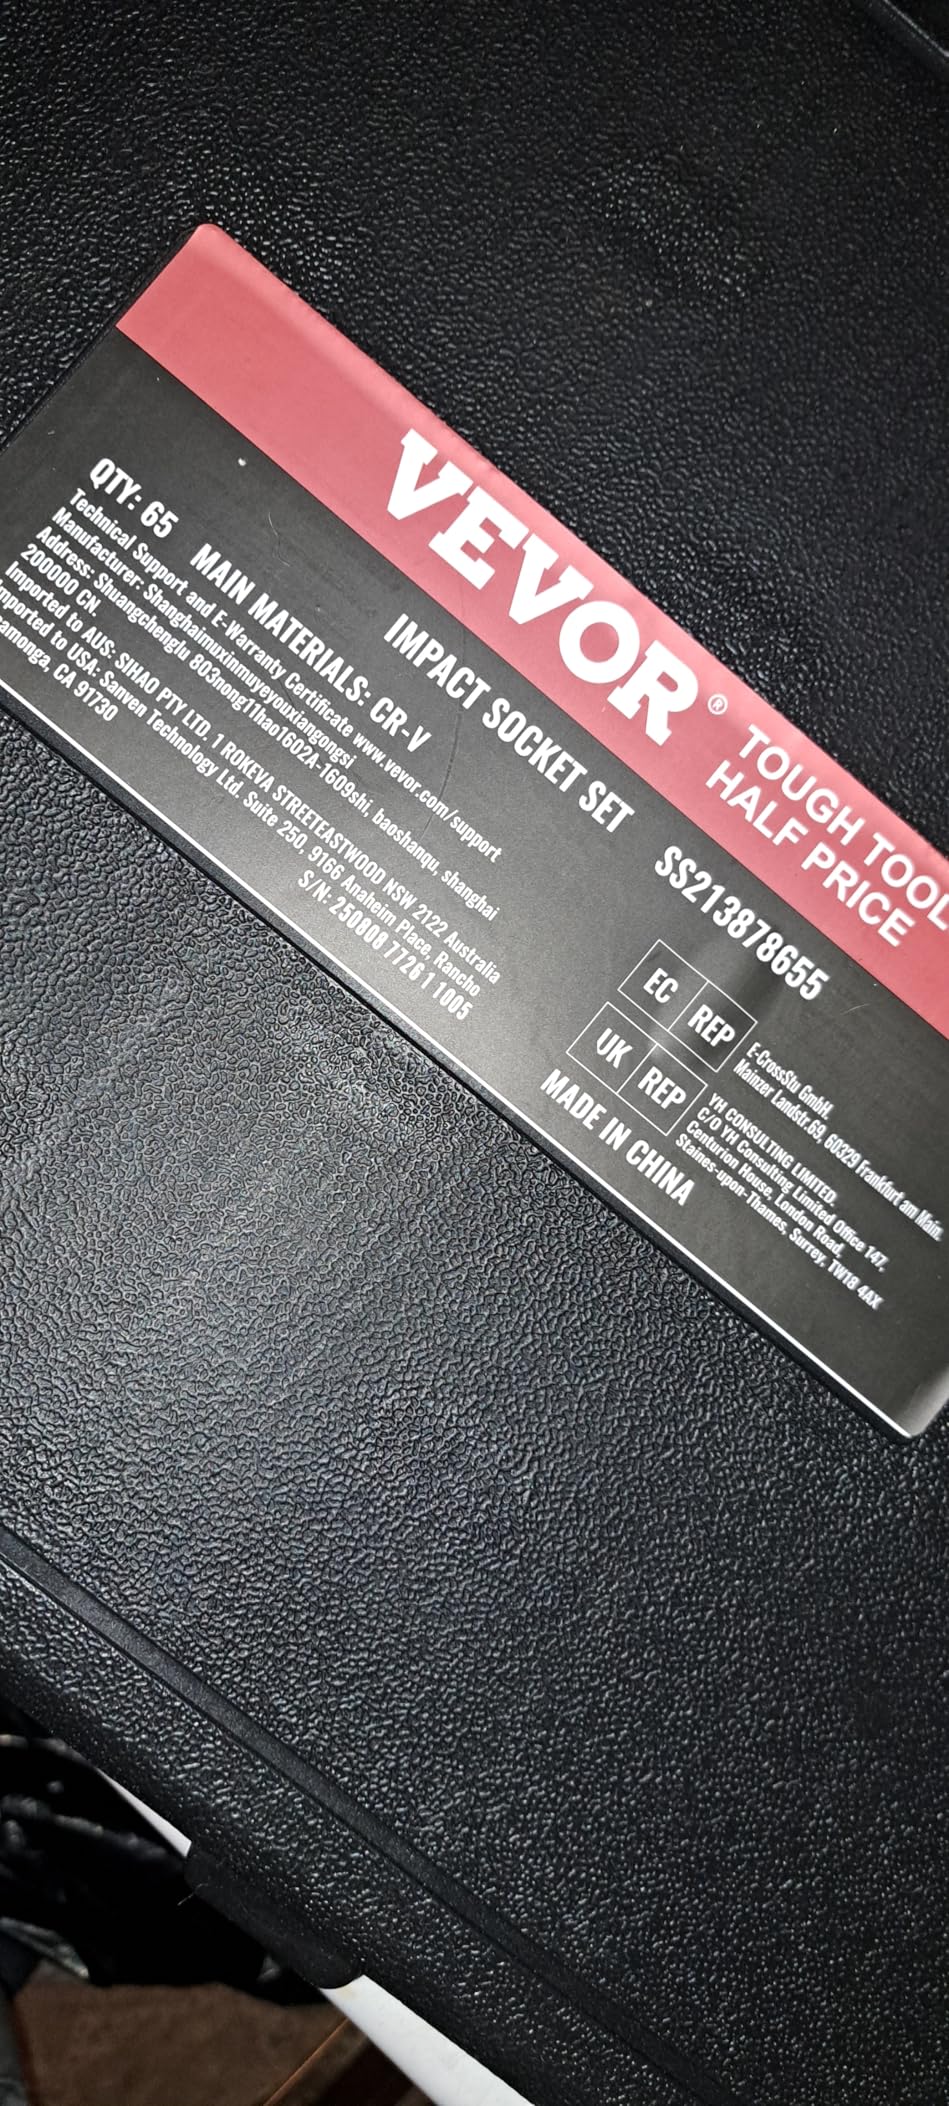 VEVOR®
TOUGH TOOL
HALF PRICE
IMPACT SOCKET SET
SS213878655
QTY: 65
MAIN MATERIALS: CR-V
Technical Support and E-Warranty Certificate www.vevor.com/support
Manufacturer: Shanghaimuxinmuyeyouxiangongsi
Address: Shuangchenglu 803nong11hao1602A-1609shi, baoshanqu, shanghai
200000 CN.
Imported to AUS: SIHAO PTY LTD. 1 ROKEVA STREETEASTWOOD NSW 2122 Australia
Imported to USA: Sanven Technology Ltd. Suite 250, 9166 Anaheim Place, Rancho
amonga, CA 91730
S/N: 250808 7726 1 1005
EC REP
E-CrossStu GmbH,
Mainzer Landstr.69, 60329 Frankfurt am Main.
UK REP
YH CONSULTING LIMITED.
C/O YH Consulting Limited Office 147,
Centurion House, London Road,
Staines-upon-Thames, Surrey, TW18 4AX
MADE IN CHINA